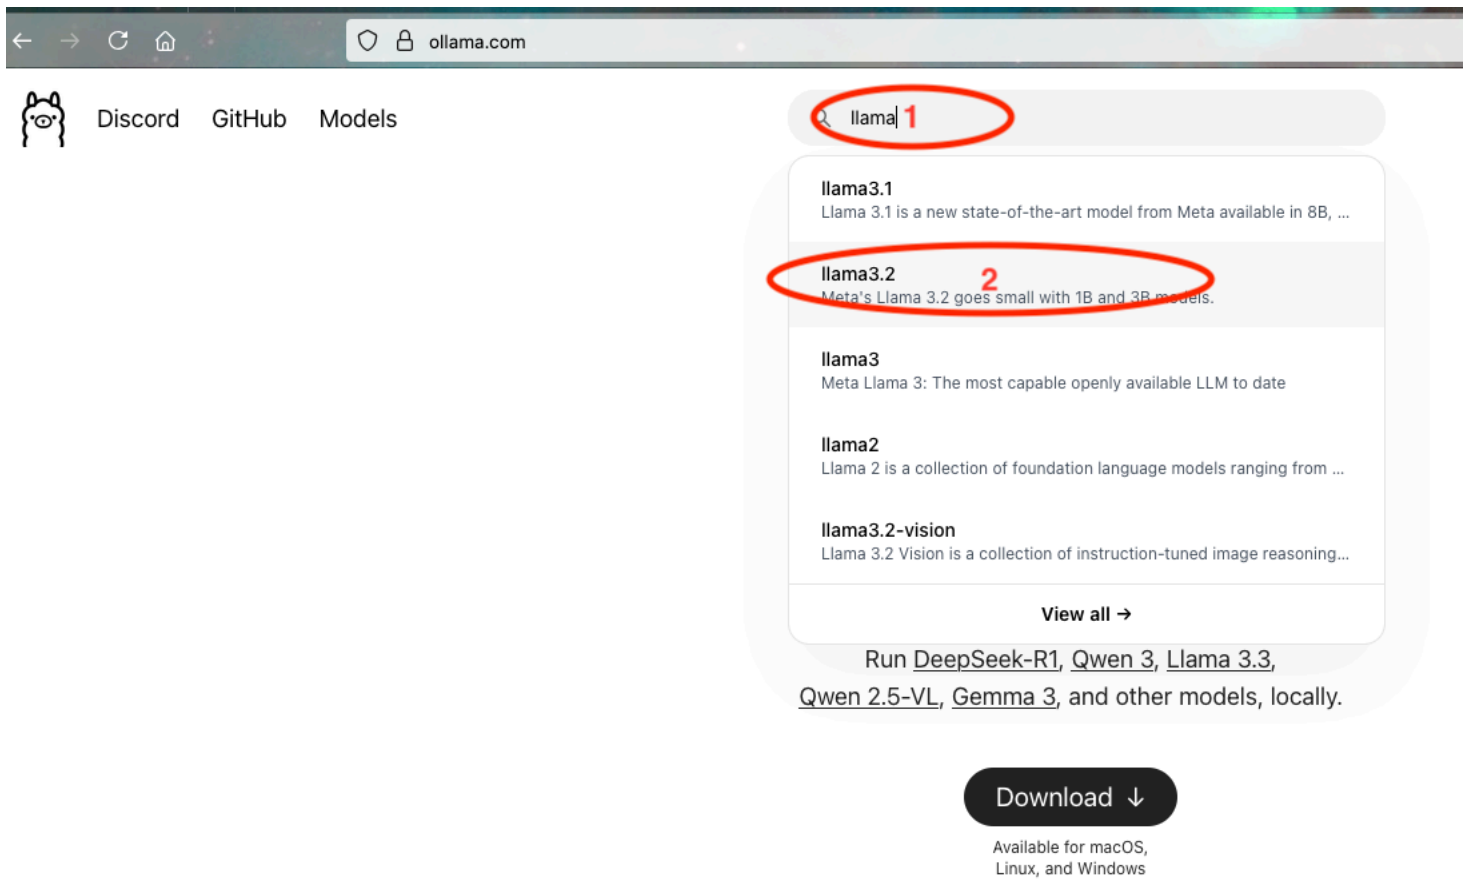 ollama.com
Discord GitHub Models
llama 1
llama3.1
Llama 3.1 is a new state-of-the-art model from Meta available in 8B, ...
llama3.2 2
Meta's Llama 3.2 goes small with 1B and 3B models.
llama3
Meta Llama 3: The most capable openly available LLM to date
llama2
Llama 2 is a collection of foundation language models ranging from ...
llama3.2-vision
Llama 3.2 Vision is a collection of instruction-tuned image reasoning...
View all →
Run DeepSeek-R1, Qwen 3, Llama 3.3,
Qwen 2.5-VL, Gemma 3, and other models, locally.
Download ↓
Available for macOS,
Linux, and Windows